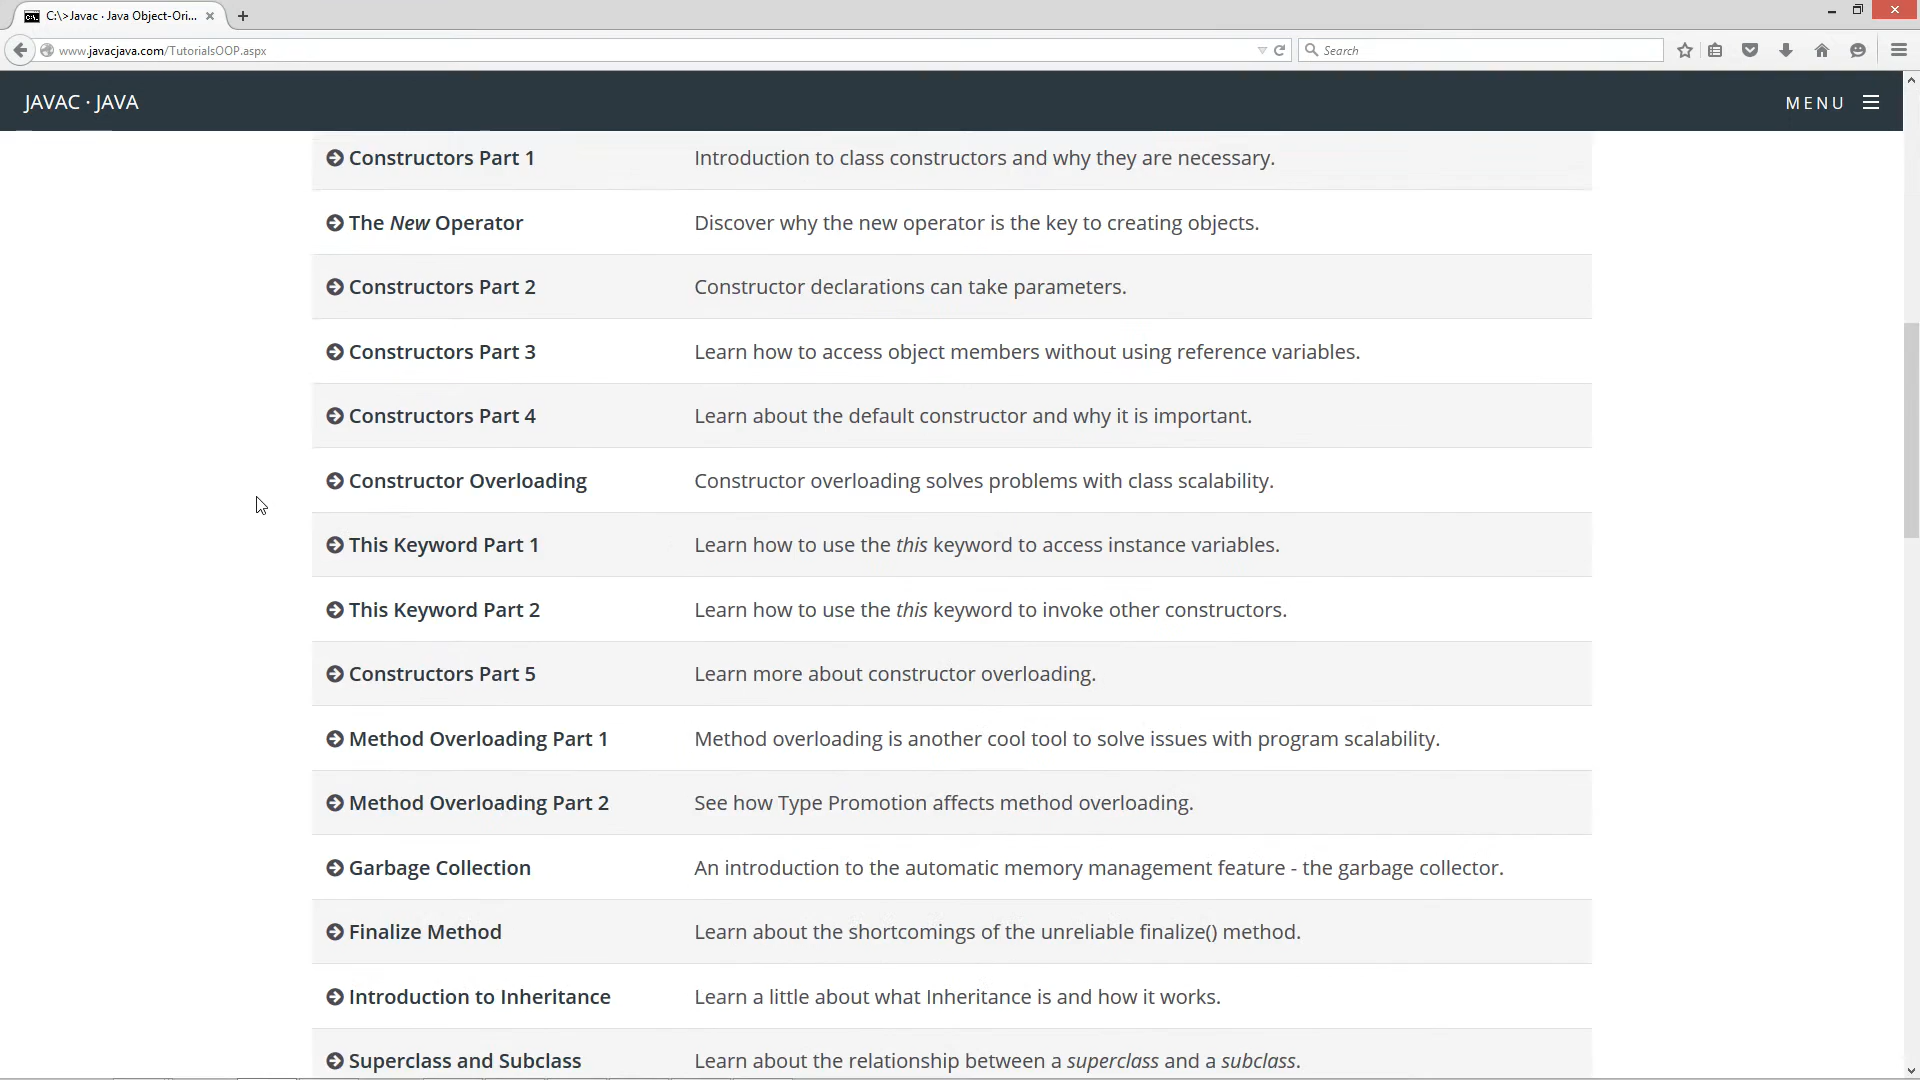 C:\>Javac · Java Object-Ori...
www.javacjava.com/TutorialsOOP.aspx
Search
JAVAC · JAVA
MENU
Constructors Part 1 Introduction to class constructors and why they are necessary.
The New Operator Discover why the new operator is the key to creating objects.
Constructors Part 2 Constructor declarations can take parameters.
Constructors Part 3 Learn how to access object members without using reference variables.
Constructors Part 4 Learn about the default constructor and why it is important.
Constructor Overloading Constructor overloading solves problems with class scalability.
This Keyword Part 1 Learn how to use the this keyword to access instance variables.
This Keyword Part 2 Learn how to use the this keyword to invoke other constructors.
Constructors Part 5 Learn more about constructor overloading.
Method Overloading Part 1 Method overloading is another cool tool to solve issues with program scalability.
Method Overloading Part 2 See how Type Promotion affects method overloading.
Garbage Collection An introduction to the automatic memory management feature - the garbage collector.
Finalize Method Learn about the shortcomings of the unreliable finalize() method.
Introduction to Inheritance Learn a little about what Inheritance is and how it works.
Superclass and Subclass Learn about the relationship between a superclass and a subclass.